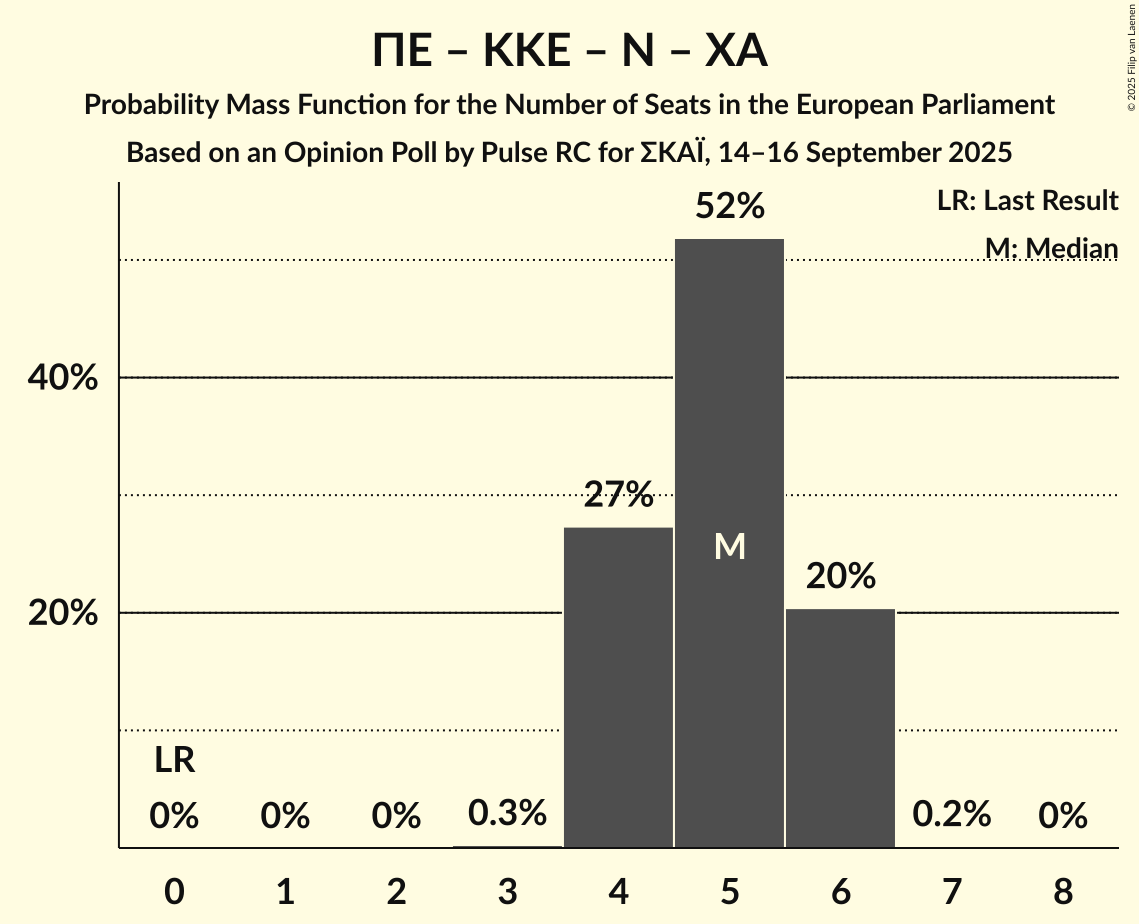 ΠΕ – ΚΚΕ – Ν – ΧΑ
Probability Mass Function for the Number of Seats in the European Parliament
Based on an Opinion Poll by Pulse RC for ΣΚΑΪ, 14–16 September 2025
© 2025 Filip van Laenen
LR: Last Result
M: Median
52%
40%
27%
M
20%
20%
LR
0%
0%
0%
0.3%
0.2%
0%
0 1 2 3 4 5 6 7 8